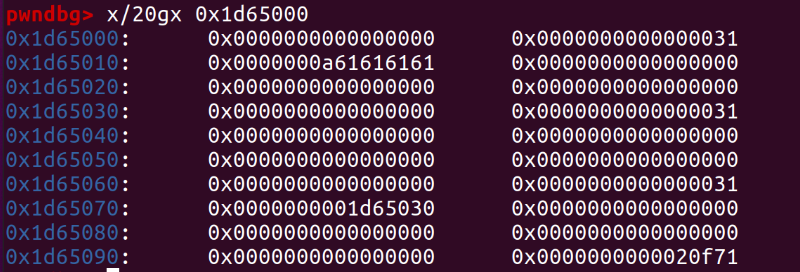 pwndbg> x/20gx 0x1d65000
0x1d65000: 0x0000000000000000 0x0000000000000031
0x1d65010: 0x0000000a61616161 0x0000000000000000
0x1d65020: 0x0000000000000000 0x0000000000000000
0x1d65030: 0x0000000000000000 0x0000000000000031
0x1d65040: 0x0000000000000000 0x0000000000000000
0x1d65050: 0x0000000000000000 0x0000000000000000
0x1d65060: 0x0000000000000000 0x0000000000000031
0x1d65070: 0x0000000001d65030 0x0000000000000000
0x1d65080: 0x0000000000000000 0x0000000000000000
0x1d65090: 0x0000000000000000 0x0000000000020f71